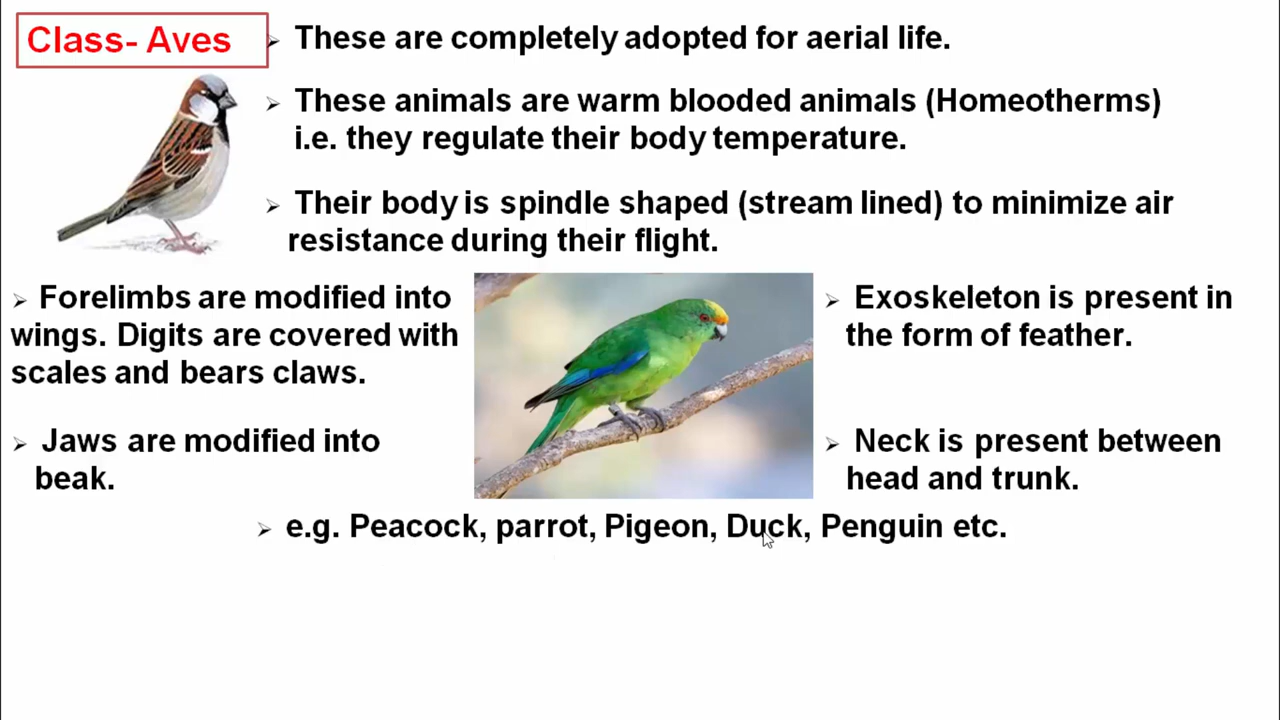 Class- Aves
➢ These are completely adopted for aerial life.
➢ These animals are warm blooded animals (Homeotherms)
i.e. they regulate their body temperature.
➢ Their body is spindle shaped (stream lined) to minimize air
resistance during their flight.
➢ Forelimbs are modified into
wings. Digits are covered with
scales and bears claws.
➢ Exoskeleton is present in
the form of feather.
➢ Jaws are modified into
beak.
➢ Neck is present between
head and trunk.
➢ e.g. Peacock, parrot, Pigeon, Duck, Penguin etc.